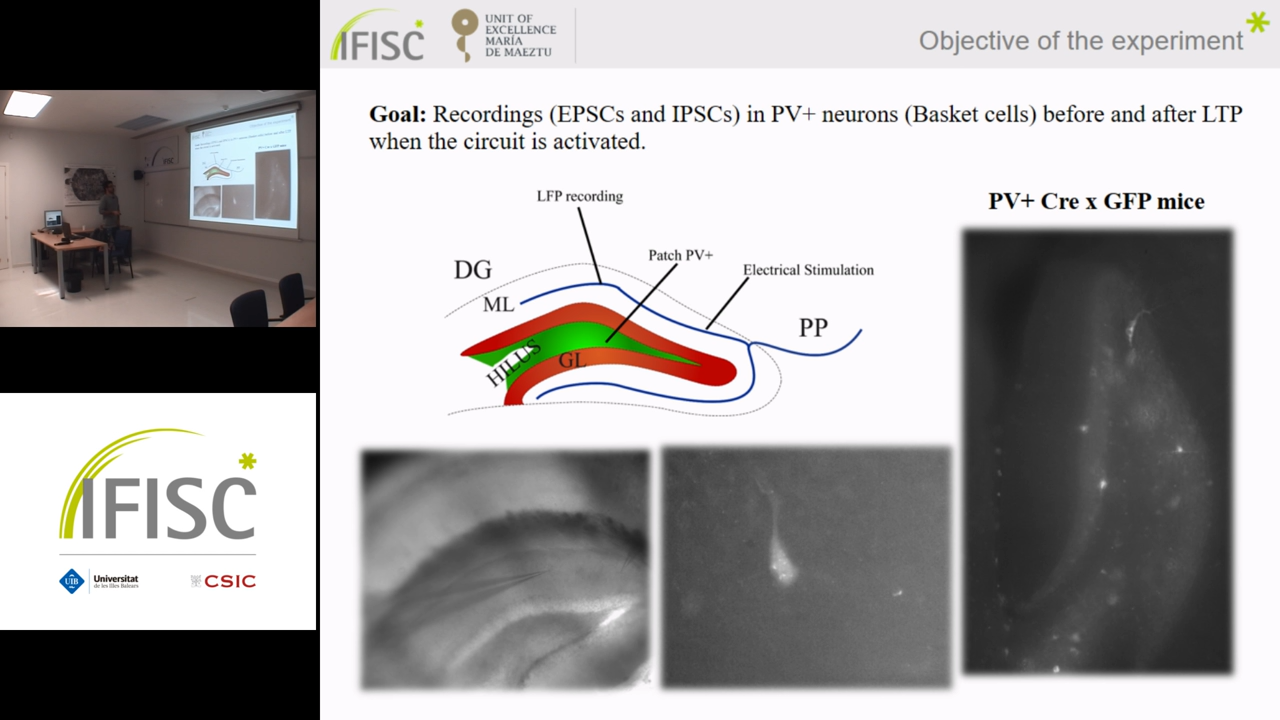 IFISC
UNIT OF
EXCELLENCE
MARÍA
DE MAEZTU
Objective of the experiment
Goal: Recordings (EPSCs and IPSCs) in PV+ neurons (Basket cells) before and after LTP
when the circuit is activated.
LFP recording
Patch PV+
Electrical Stimulation
DG
ML
PP
HILUS
GL
PV+ Cre x GFP mice
IFISC
UIB
Universitat
de les Illes Balears
CSIC